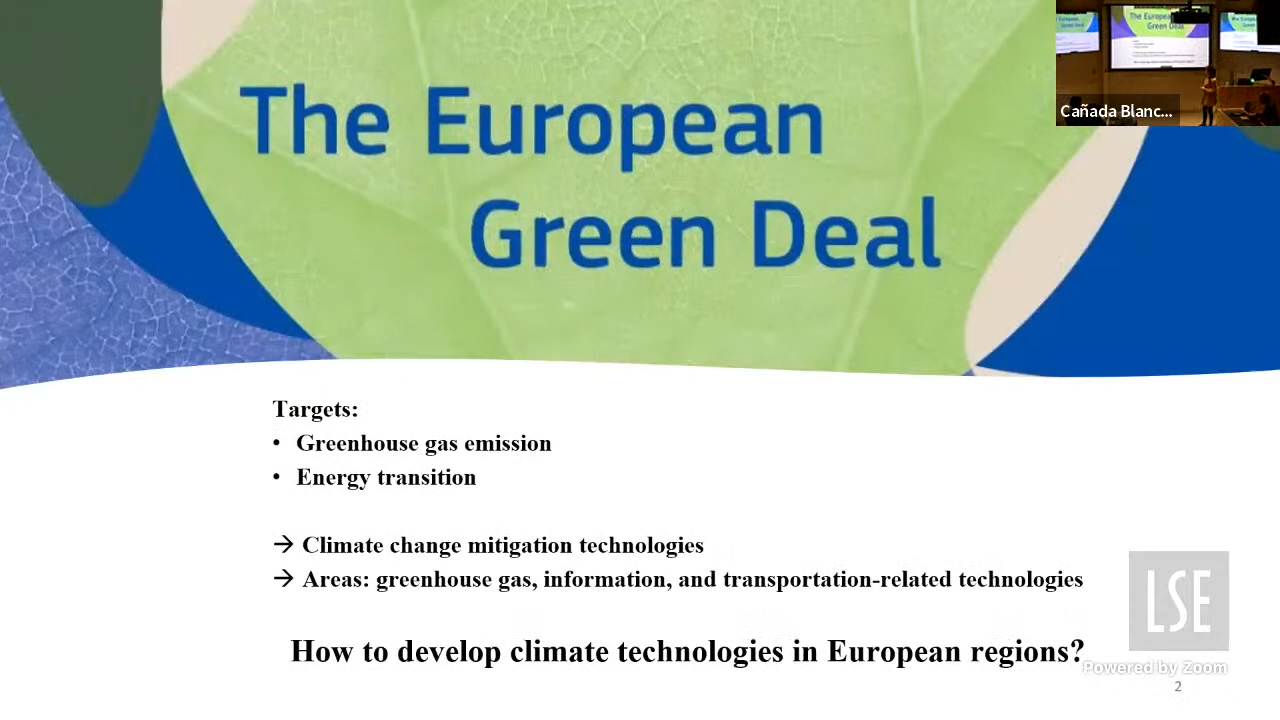 The European
Green Deal
Cañada Blanc...
Targets:
• Greenhouse gas emission
• Energy transition
→ Climate change mitigation technologies
→ Areas: greenhouse gas, information, and transportation-related technologies
How to develop climate technologies in European regions?
LSE
Powered by Zoom
2